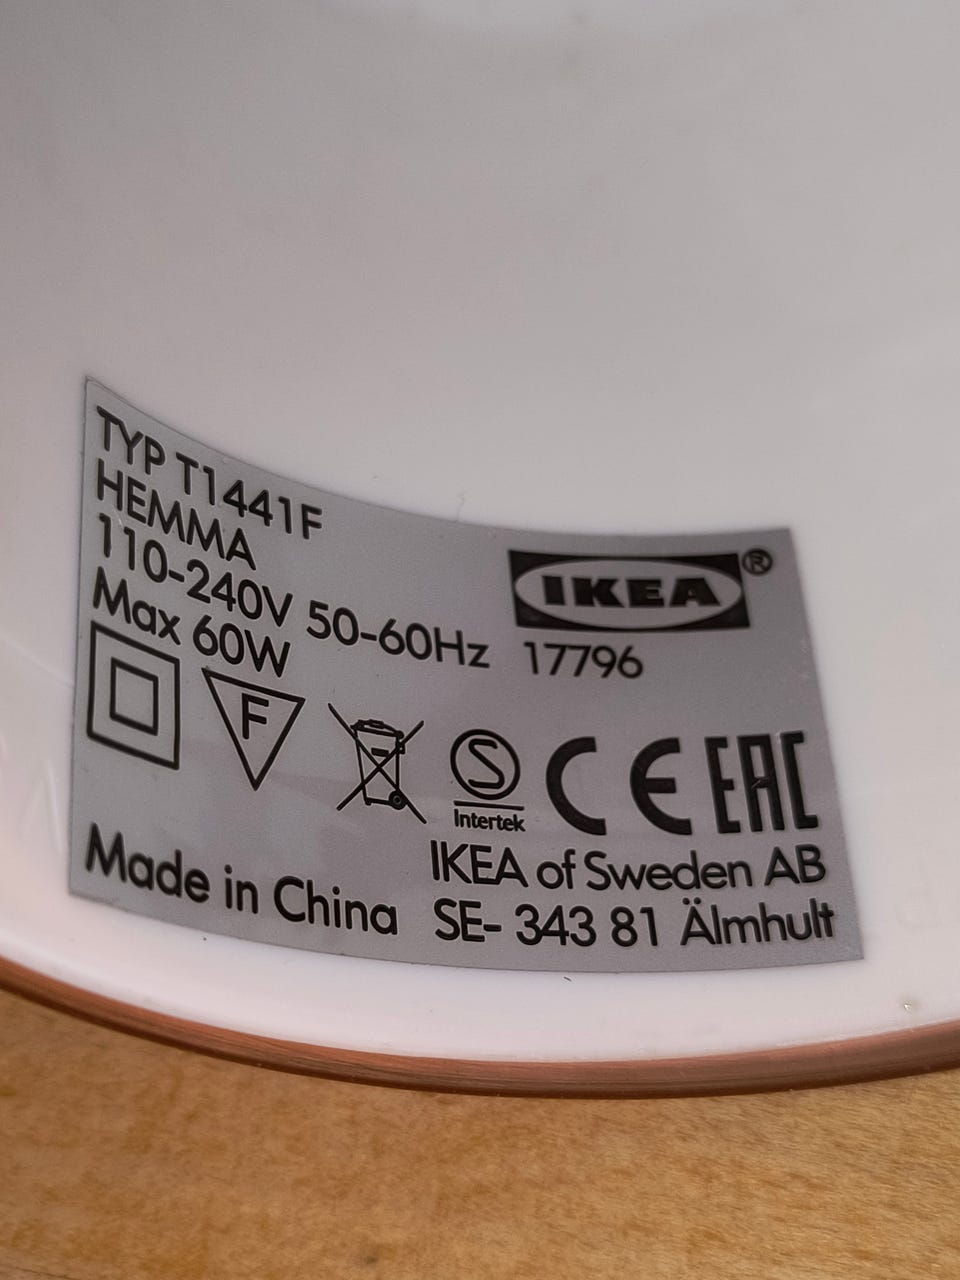 TYP T1441F
HEMMA
110-240V 50-60Hz
Max 60W
IKEA®
17796
F
S
Intertek
CE EAC
Made in China
IKEA of Sweden AB
SE- 343 81 Älmhult